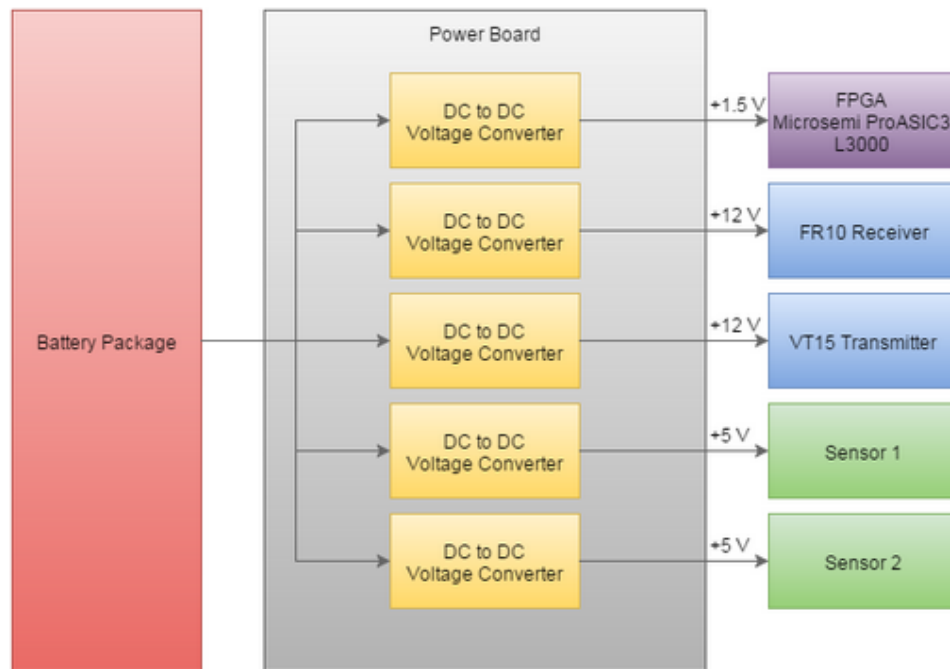 Power Board
Battery Package
DC to DC
Voltage Converter
+1.5 V
FPGA
Microsemi ProASIC3
L3000
DC to DC
Voltage Converter
+12 V
FR10 Receiver
DC to DC
Voltage Converter
+12 V
VT15 Transmitter
DC to DC
Voltage Converter
+5 V
Sensor 1
DC to DC
Voltage Converter
+5 V
Sensor 2